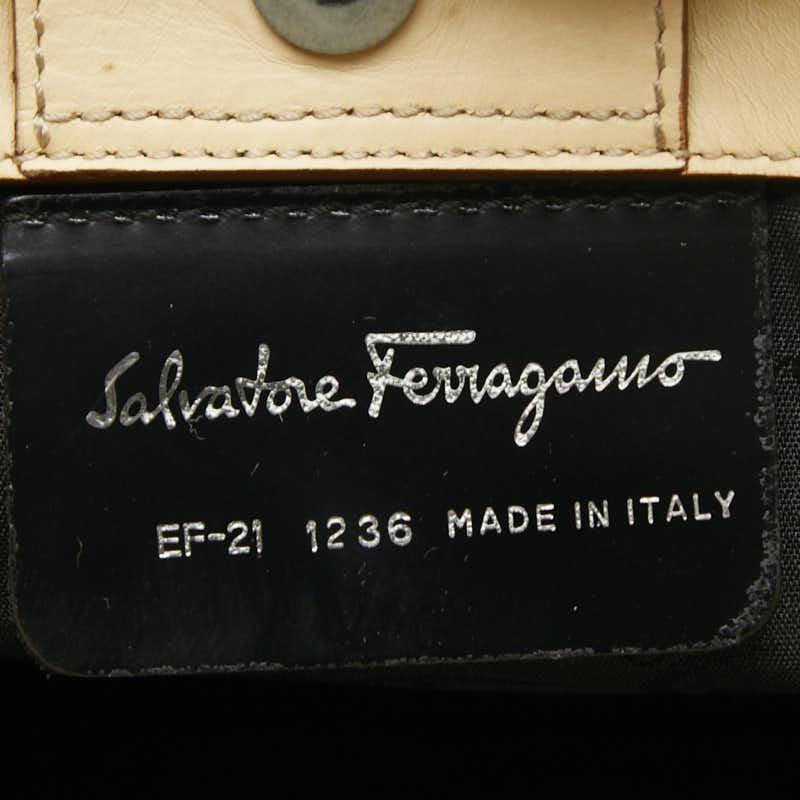 Salvatore Ferragamo
EF-21 1236 MADE IN ITALY